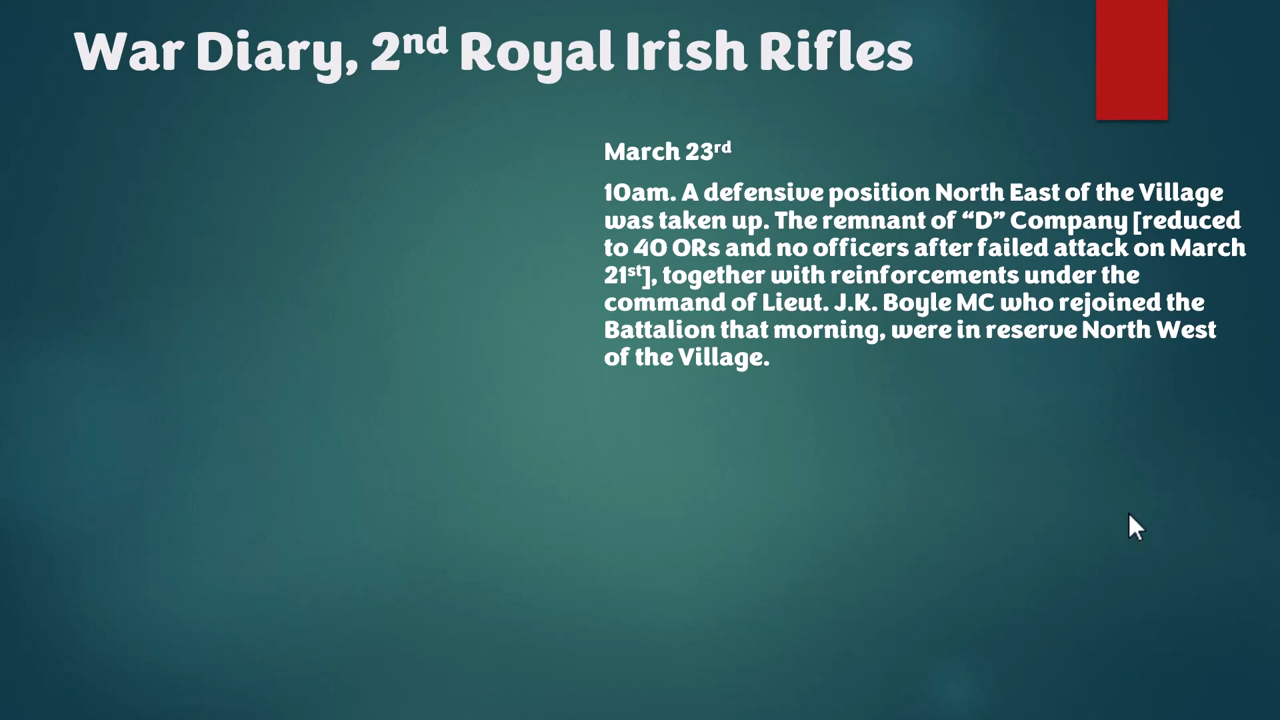 War Diary, 2nd Royal Irish Rifles
March 23rd
10am. A defensive position North East of the Village
was taken up. The remnant of “D” Company [reduced
to 40 ORs and no officers after failed attack on March
21st], together with reinforcements under the
command of Lieut. J.K. Boyle MC who rejoined the
Battalion that morning, were in reserve North West
of the Village.